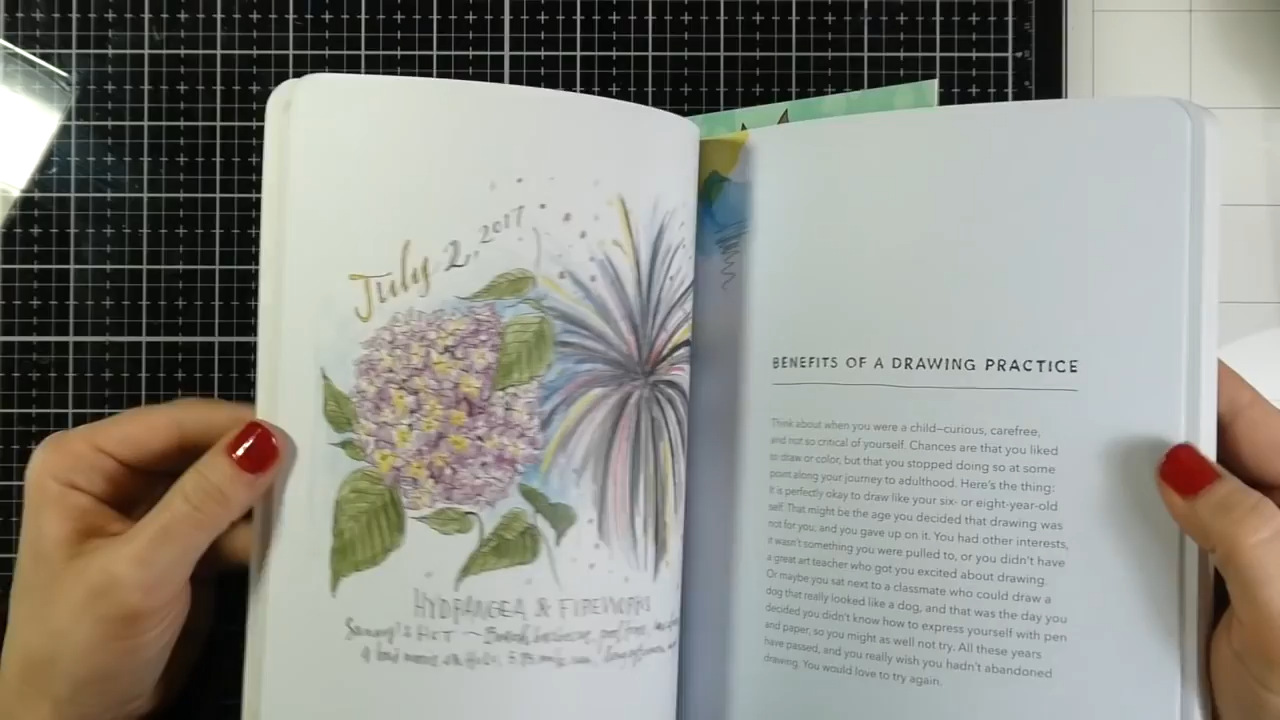 July 2, 2017
HYDRANGEA & FIREWORKS
BENEFITS OF A DRAWING PRACTICE
Think about when you were a child—curious, carefree,
and not so critical of yourself. Chances are that you liked
to draw or color, but that you stopped doing so at some
point along your journey to adulthood. Here's the thing:
It is perfectly okay to draw like your six- or eight-year-old
self. That might be the age you decided that drawing was
not for you, and you gave up on it. You had other interests,
it wasn't something you were pulled to, or you didn't have
a great art teacher who got you excited about drawing.
Or maybe you sat next to a classmate who could draw a
dog that really looked like a dog, and that was the day you
decided you didn't know how to express yourself with pen
and paper, so you might as well not try. All these years
have passed, and you really wish you hadn't abandoned
drawing. You would love to try again.